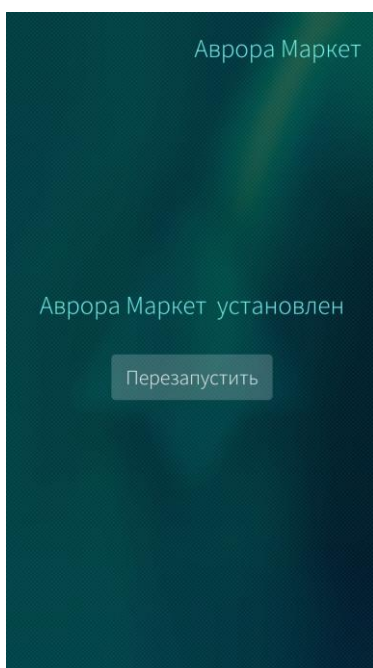 Аврора Маркет
Аврора Маркет установлен
Перезапустить